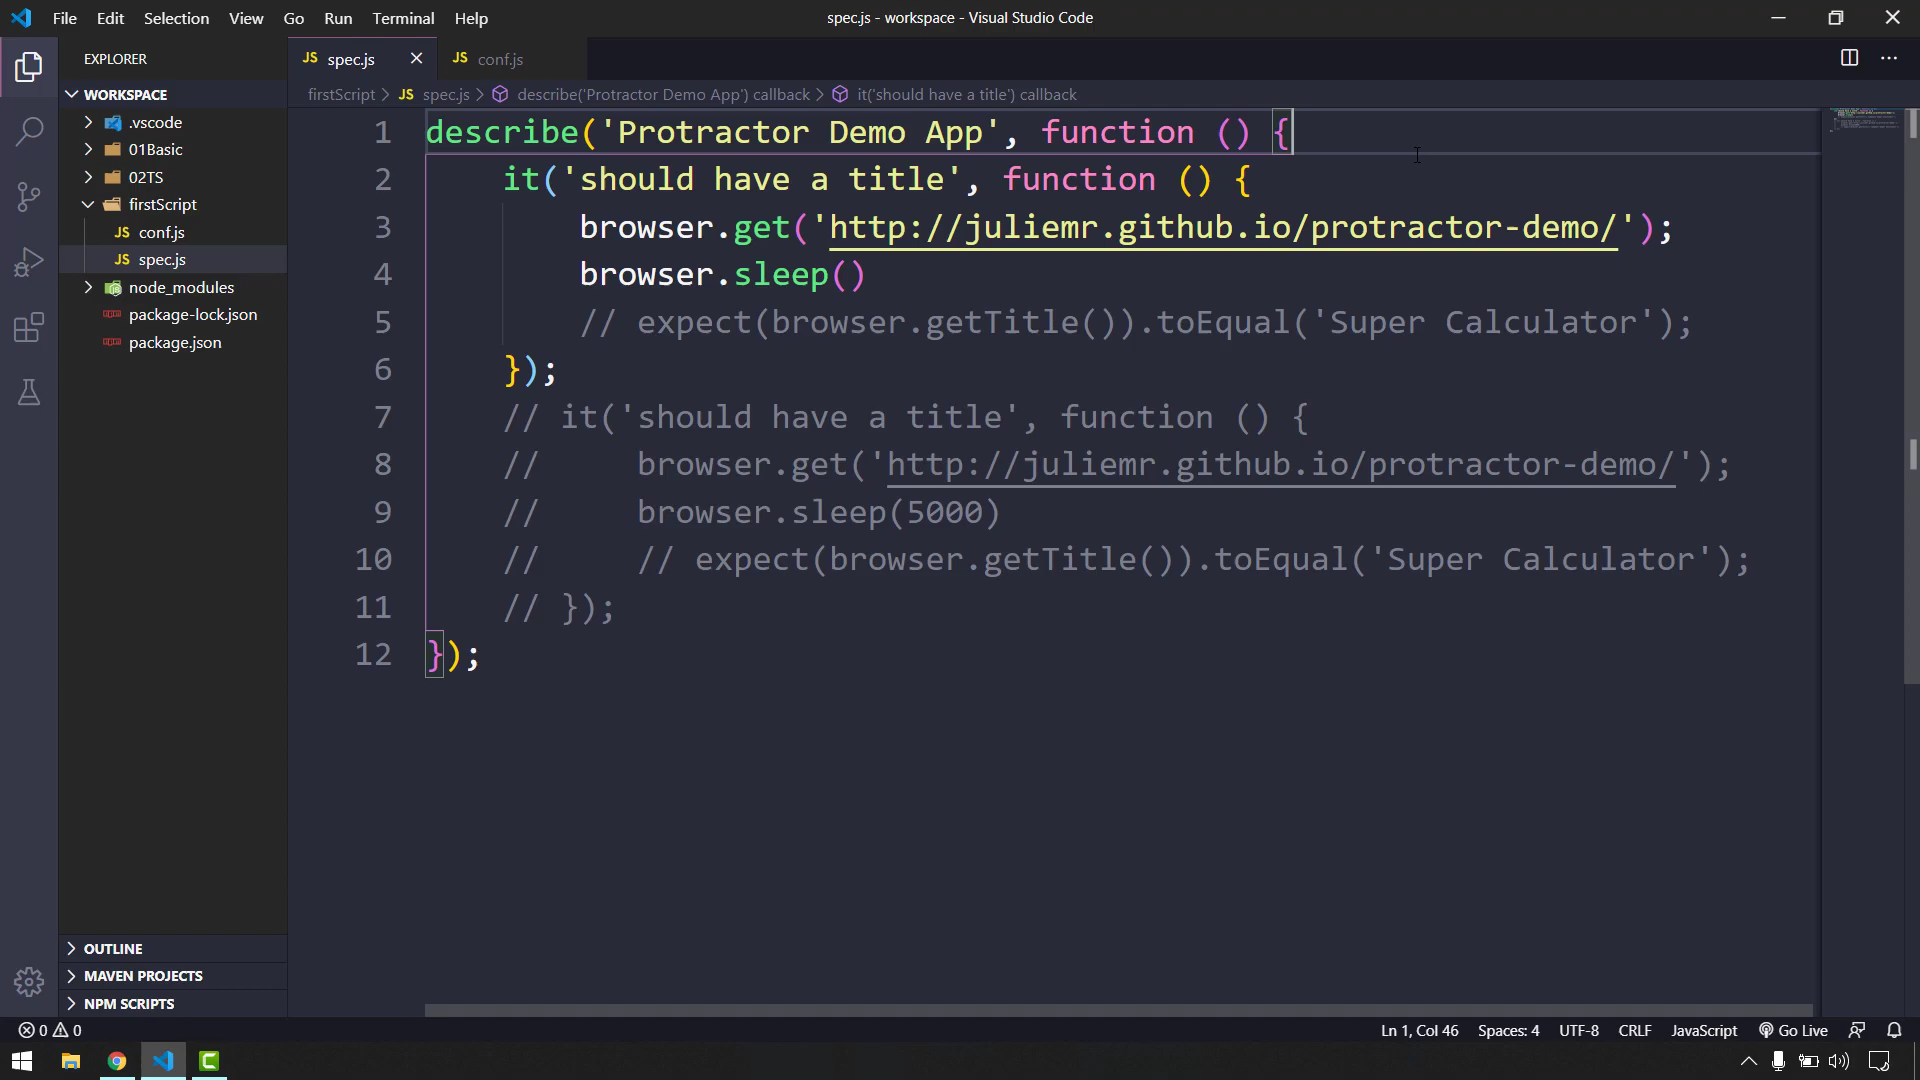 File Edit Selection View Go Run Terminal Help
spec.js - workspace - Visual Studio Code
EXPLORER
WORKSPACE
.vscode
01Basic
02TS
firstScript
JS conf.js
JS spec.js
node_modules
package-lock.json
package.json
OUTLINE
MAVEN PROJECTS
NPM SCRIPTS
JS spec.js
JS conf.js
firstScript > JS spec.js > describe('Protractor Demo App') callback > it('should have a title') callback
1 describe('Protractor Demo App', function () {
2 it('should have a title', function () {
3 browser.get('http://juliemr.github.io/protractor-demo/');
4 browser.sleep()
5 // expect(browser.getTitle()).toEqual('Super Calculator');
6 });
7 // it('should have a title', function () {
8 // browser.get('http://juliemr.github.io/protractor-demo/');
9 // browser.sleep(5000)
10 // // expect(browser.getTitle()).toEqual('Super Calculator');
11 // });
12 });
0 0
Ln 1, Col 46 Spaces: 4 UTF-8 CRLF JavaScript Go Live